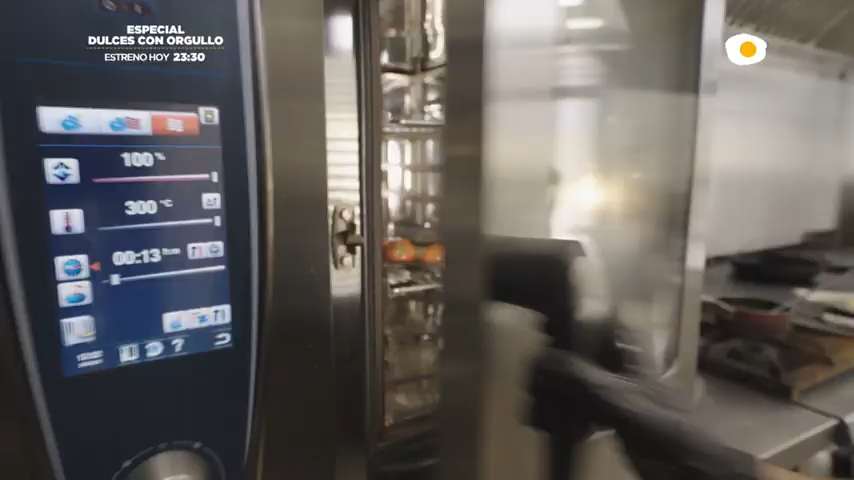 ESPECIAL
DULCES CON ORGULLO
ESTRENO HOY 23:30
100 %
300 °C
00:13 h:m
?